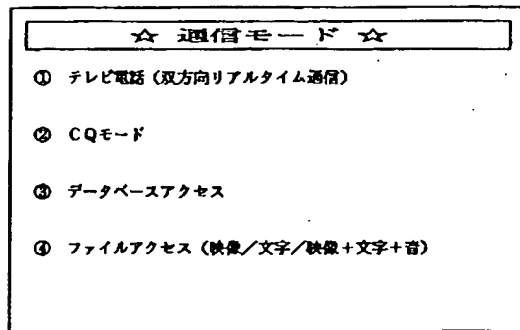 ☆ 通信モード ☆
① テレビ電話（双方向リアルタイム通信）
② CQモード
③ データベースアクセス
④ ファイルアクセス（映像／文字／映像＋文字＋音）